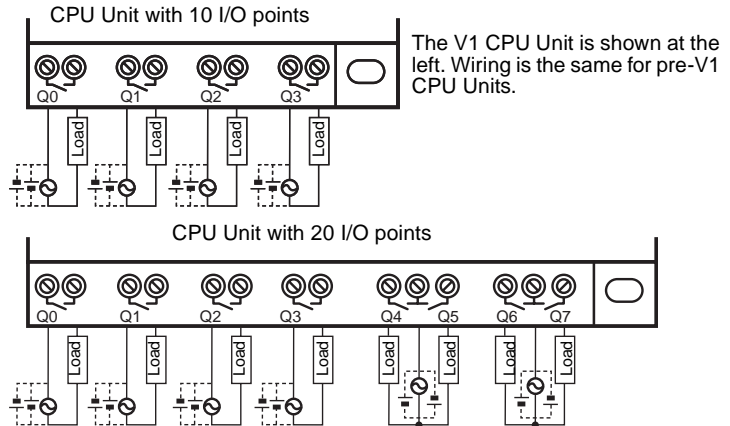 CPU Unit with 10 I/O points
The V1 CPU Unit is shown at the
left. Wiring is the same for pre-V1
CPU Units.
Q0 Q1 Q2 Q3
Load Load Load Load
CPU Unit with 20 I/O points
Q0 Q1 Q2 Q3 Q4 Q5 Q6 Q7
Load Load Load Load Load Load Load Load